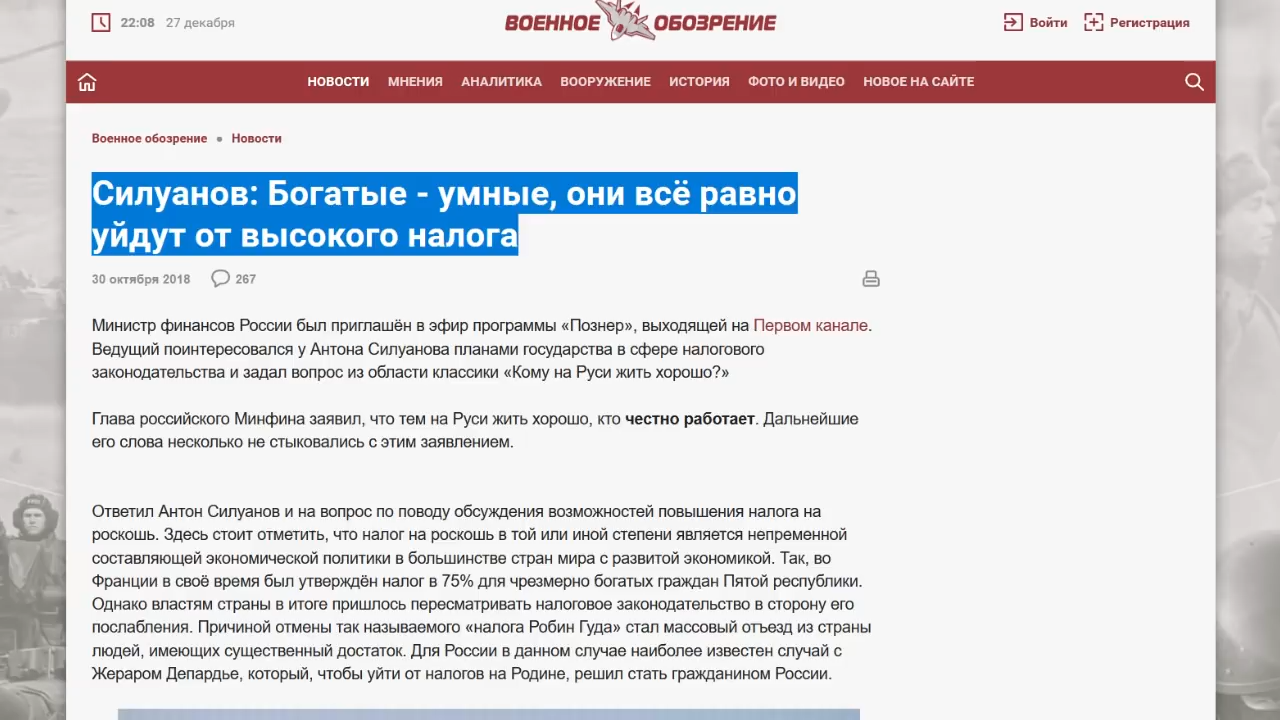 22:08 27 декабря
ВОЕННОЕ ОБОЗРЕНИЕ
Войти Регистрация
НОВОСТИ МНЕНИЯ АНАЛИТИКА ВООРУЖЕНИЕ ИСТОРИЯ ФОТО И ВИДЕО НОВОЕ НА САЙТЕ
Военное обозрение • Новости
Силуанов: Богатые - умные, они всё равно
уйдут от высокого налога
30 октября 2018 267
Министр финансов России был приглашён в эфир программы «Познер», выходящей на Первом канале.
Ведущий поинтересовался у Антона Силуанова планами государства в сфере налогового
законодательства и задал вопрос из области классики «Кому на Руси жить хорошо?»
Глава российского Минфина заявил, что тем на Руси жить хорошо, кто честно работает. Дальнейшие
его слова несколько не стыковались с этим заявлением.
Ответил Антон Силуанов и на вопрос по поводу обсуждения возможностей повышения налога на
роскошь. Здесь стоит отметить, что налог на роскошь в той или иной степени является непременной
составляющей экономической политики в большинстве стран мира с развитой экономикой. Так, во
Франции в своё время был утверждён налог в 75% для чрезмерно богатых граждан Пятой республики.
Однако властям страны в итоге пришлось пересматривать налоговое законодательство в сторону его
послабления. Причиной отмены так называемого «налога Робин Гуда» стал массовый отъезд из страны
людей, имеющих существенный достаток. Для России в данном случае наиболее известен случай с
Жераром Депардье, который, чтобы уйти от налогов на Родине, решил стать гражданином России.